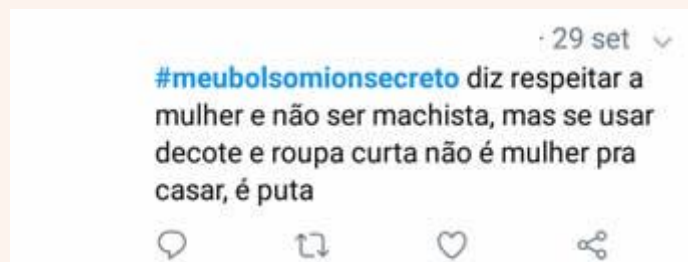 · 29 set
#meubolsomionsecreto diz respeitar a
mulher e não ser machista, mas se usar
decote e roupa curta não é mulher pra
casar, é puta